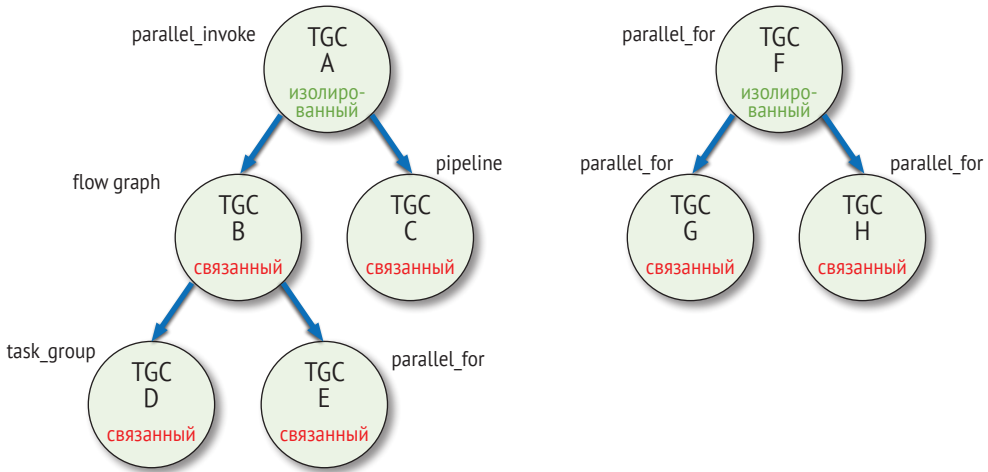 parallel_invoke
TGC
A
изолиро-
ванный
flow graph
TGC
B
связанный
pipeline
TGC
C
связанный
task_group
TGC
D
связанный
parallel_for
TGC
E
связанный
parallel_for
TGC
F
изолиро-
ванный
parallel_for
TGC
G
связанный
parallel_for
TGC
H
связанный